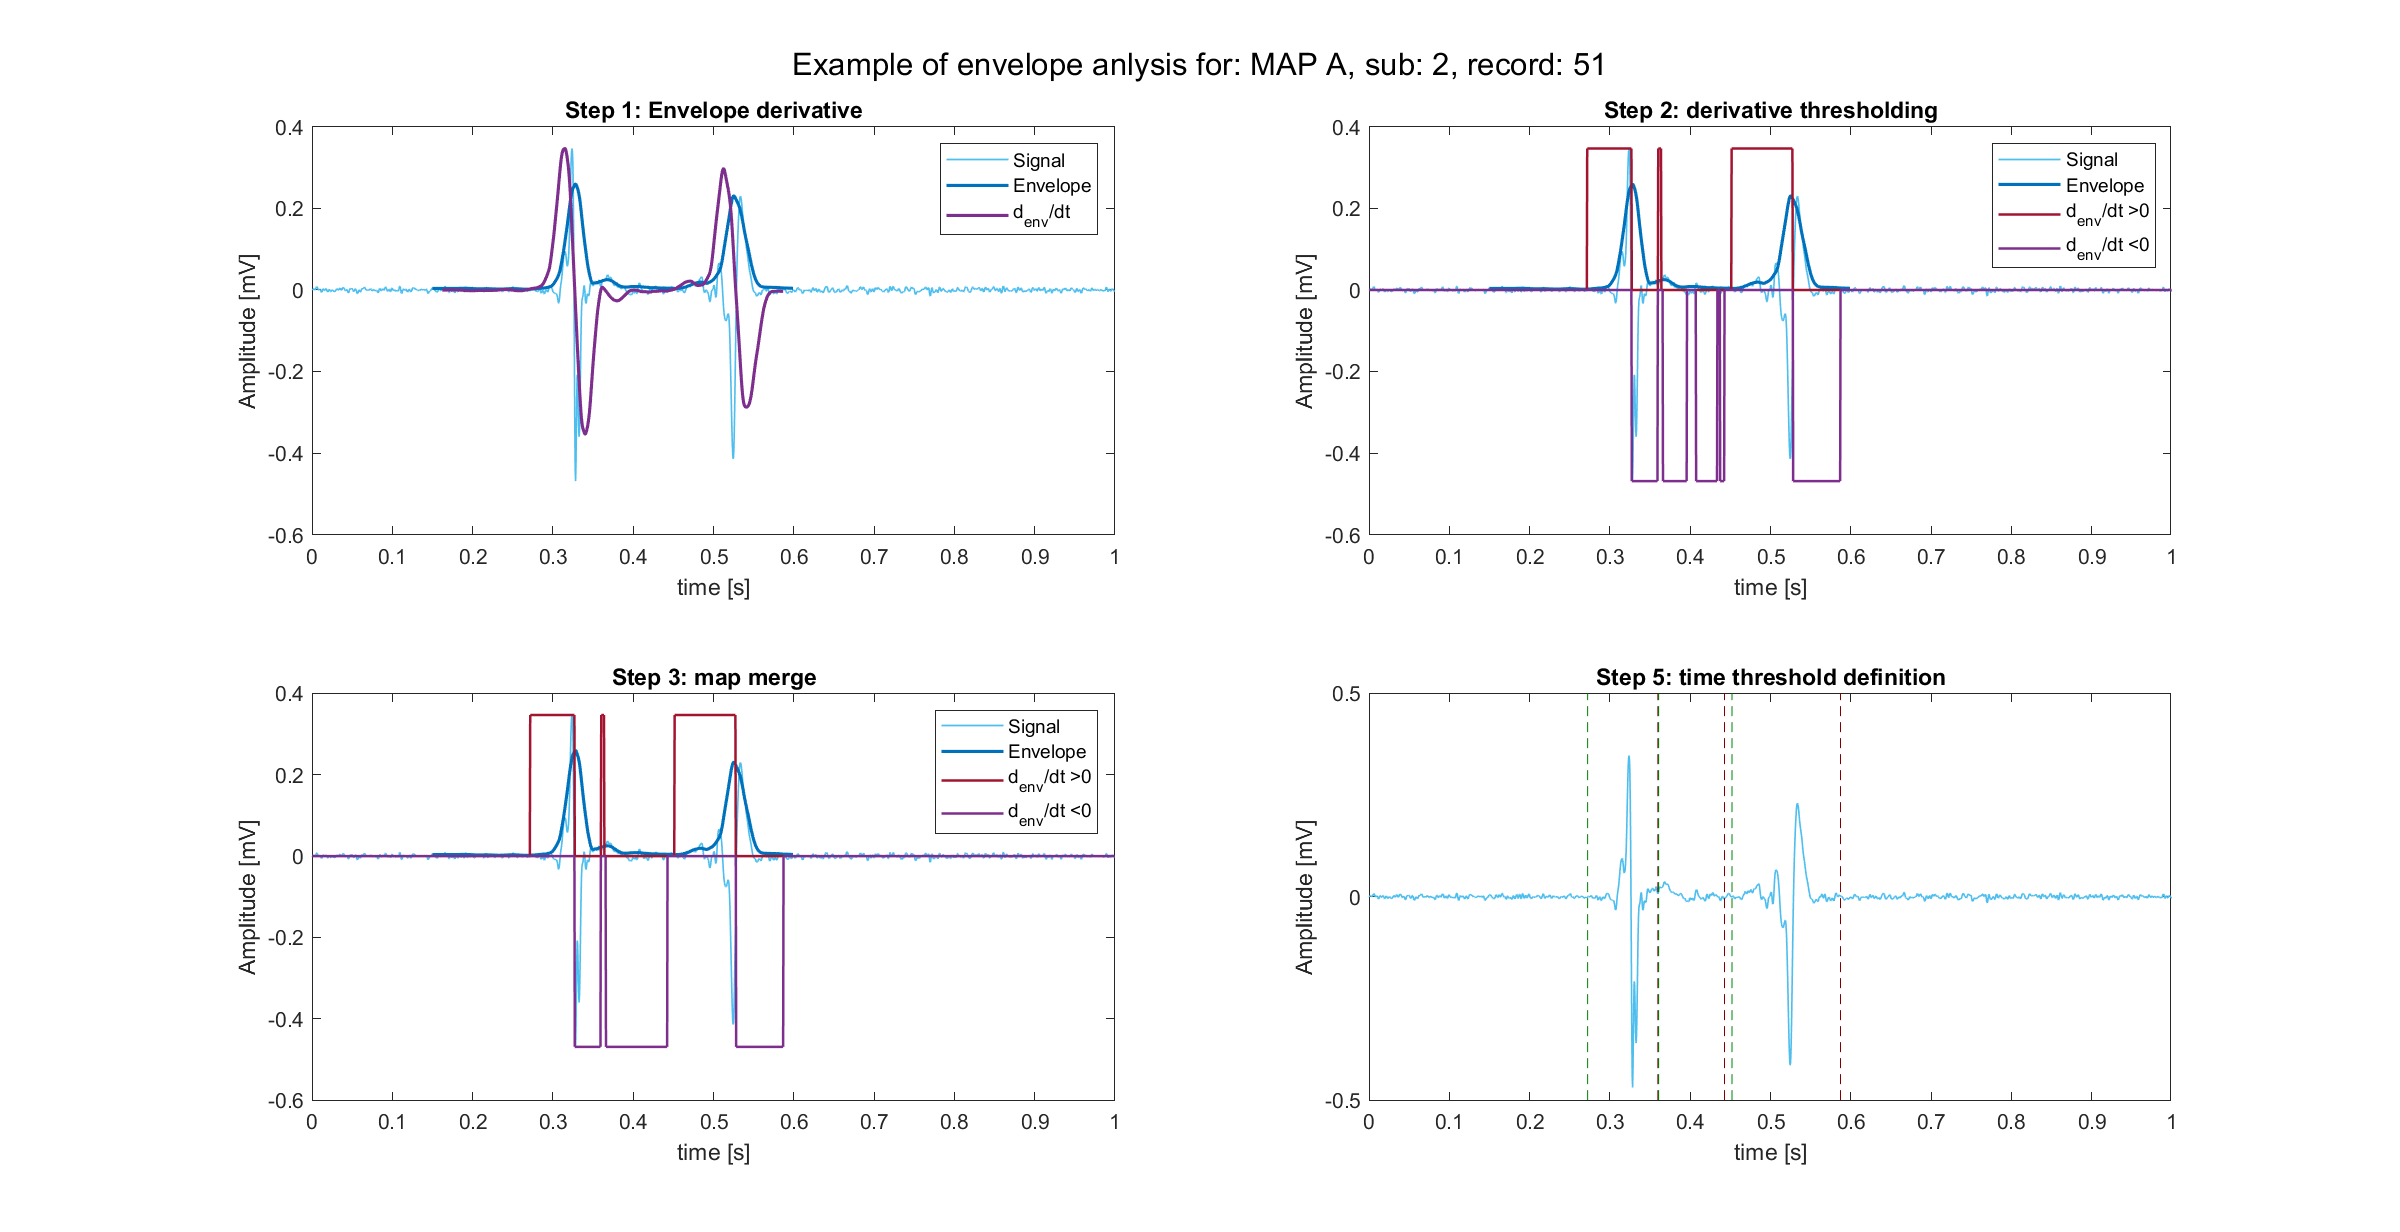 Example of envelope anlysis for: MAP A, sub: 2, record: 51
Step 1: Envelope derivative
0.4
0.2
0
-0.2
-0.4
-0.6
Amplitude [mV]
0 0.1 0.2 0.3 0.4 0.5 0.6 0.7 0.8 0.9 1
time [s]
Signal
Envelope
d_env/dt
Step 2: derivative thresholding
0.4
0.2
0
-0.2
-0.4
-0.6
Amplitude [mV]
0 0.1 0.2 0.3 0.4 0.5 0.6 0.7 0.8 0.9 1
time [s]
Signal
Envelope
d_env/dt >0
d_env/dt <0
Step 3: map merge
0.4
0.2
0
-0.2
-0.4
-0.6
Amplitude [mV]
0 0.1 0.2 0.3 0.4 0.5 0.6 0.7 0.8 0.9 1
time [s]
Signal
Envelope
d_env/dt >0
d_env/dt <0
Step 5: time threshold definition
0.5
0
-0.5
Amplitude [mV]
0 0.1 0.2 0.3 0.4 0.5 0.6 0.7 0.8 0.9 1
time [s]